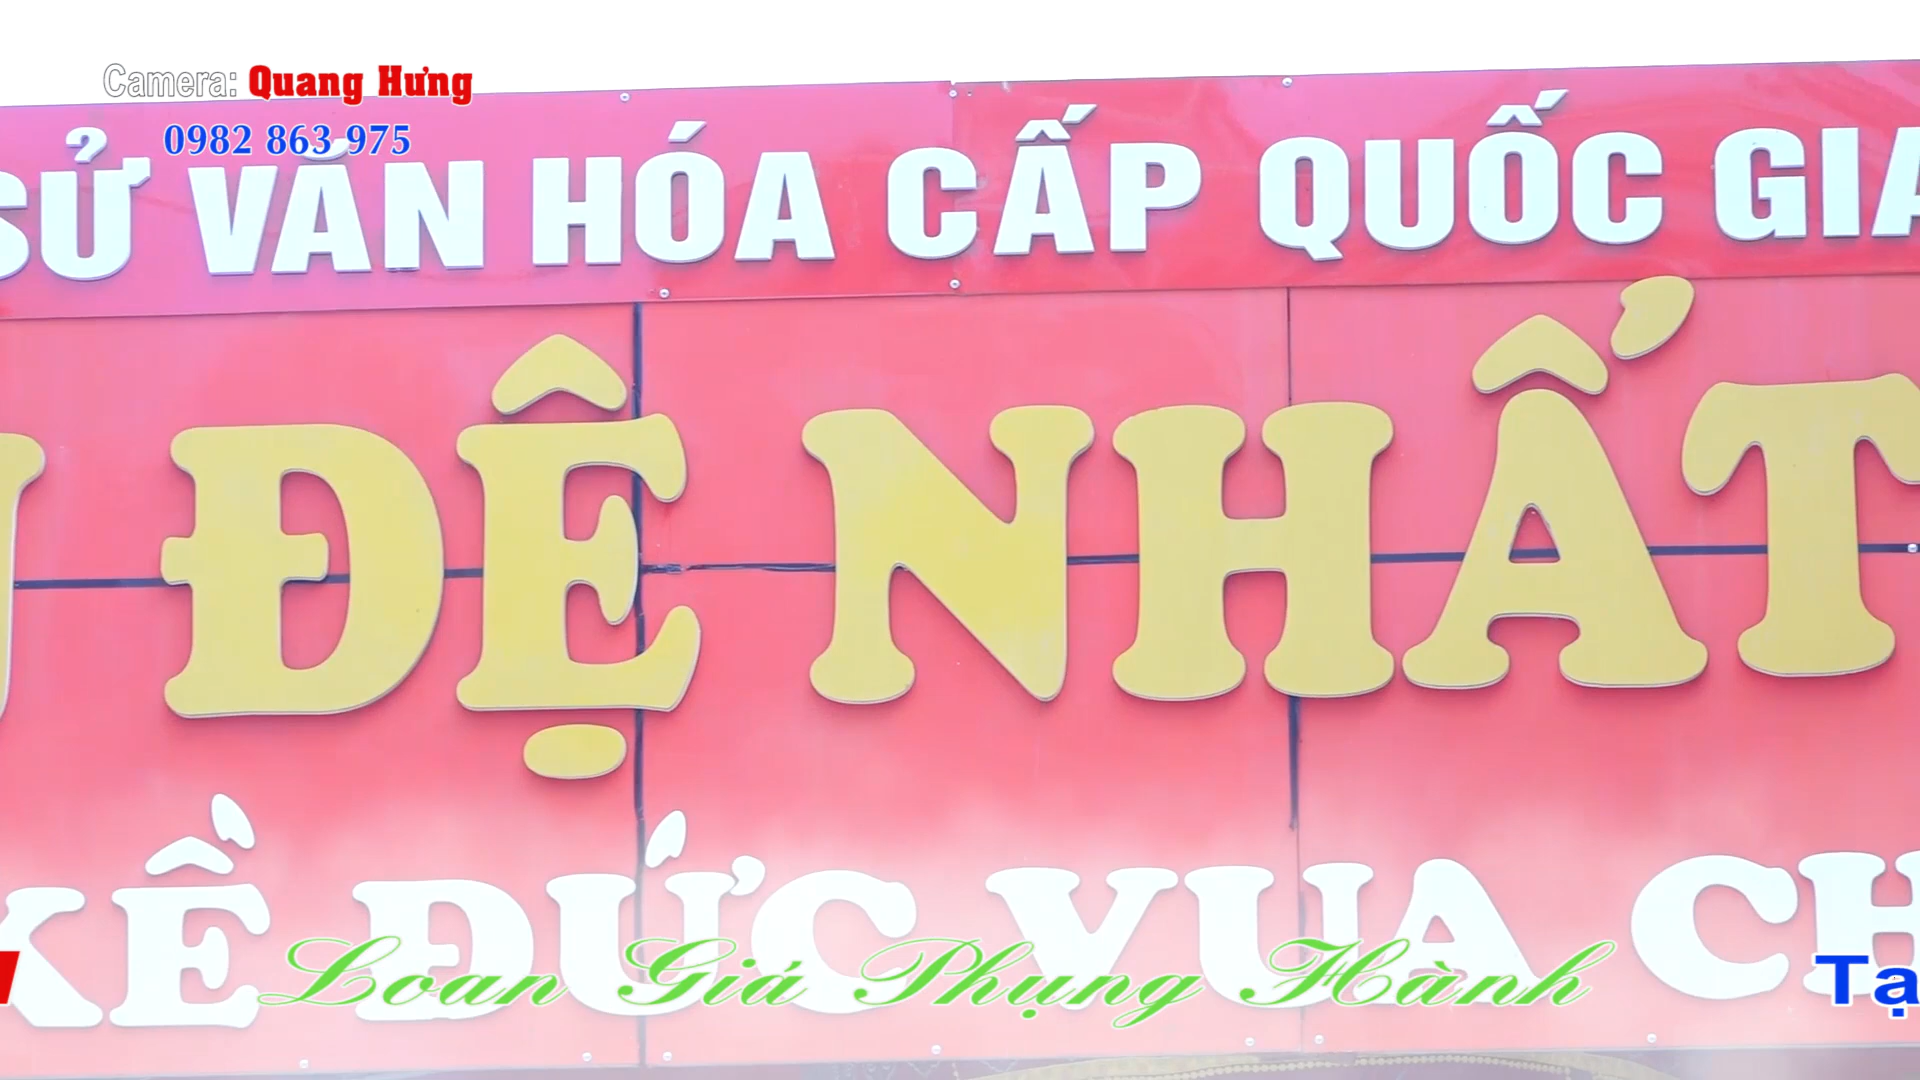 Camera: Quang Hưng
0982 863 975
SỬ VĂN HÓA CẤP QUỐC GIA
ĐỆ NHẤT
KỀ ĐỨC VUA CH
Loan Giá Phụng Hành
Tạ